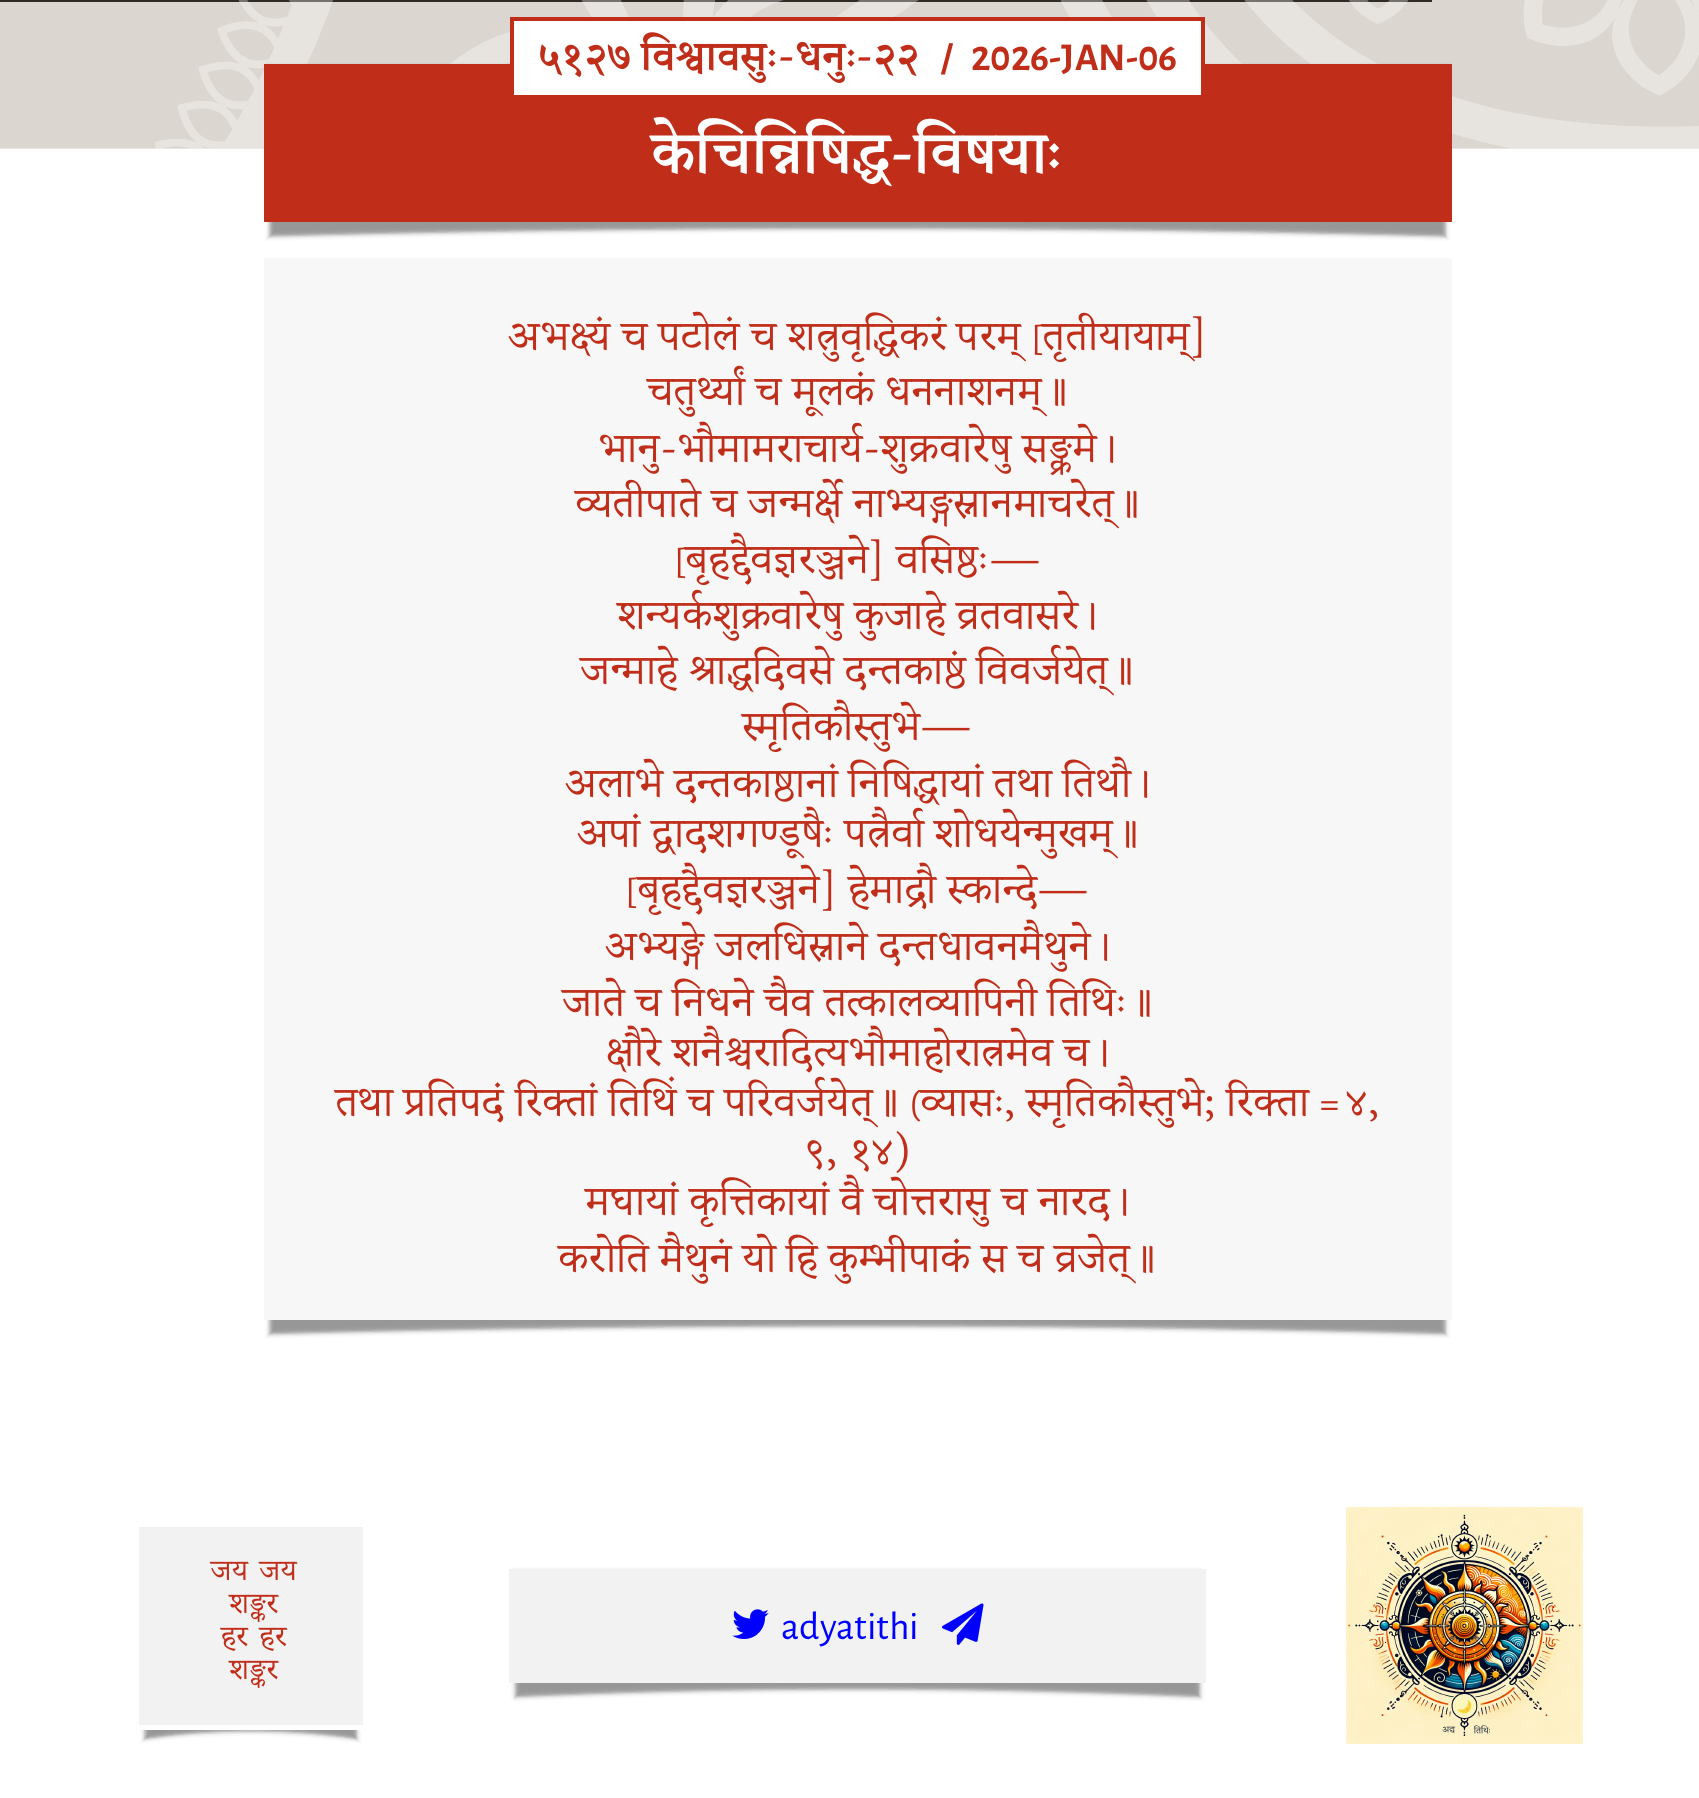 ५१२७ विश्वावसुः-धनुः-२२ / 2026-JAN-06
केचिन्निषिद्ध-विषयाः
अभक्ष्यं च पटोलं च शत्रुवृद्धिकरं परम् [तृतीयायाम्]
चतुर्थ्यां च मूलकं धननाशनम्॥
भानु-भौमामराचार्य-शुक्रवारेषु सङ्क्रमे।
व्यतीपाते च जन्मर्क्षे नाभ्यङ्गस्नानमाचरेत्॥
[बृहद्दैवज्ञरञ्जने] वसिष्ठः—
शन्यर्कशुक्रवारेषु कुजाहे व्रतवासरे।
जन्माहे श्राद्धदिवसे दन्तकाष्ठं विवर्जयेत्॥
स्मृतिकौस्तुभे—
अलाभे दन्तकाष्ठानां निषिद्धायां तथा तिथौ।
अपां द्वादशगण्डूषैः पत्रैर्वा शोधयेन्मुखम्॥
[बृहद्दैवज्ञरञ्जने] हेमाद्रौ स्कान्दे—
अभ्यङ्गे जलधिस्नाने दन्तधावनमैथुने।
जाते च निधने चैव तत्कालव्यापिनी तिथिः॥
क्षौरे शनैश्चरादित्यभौमाहोरात्रमेव च।
तथा प्रतिपदं रिक्तां तिथिं च परिवर्जयेत्॥ (व्यासः, स्मृतिकौस्तुभे; रिक्ता = ४,
९, १४)
मघायां कृत्तिकायां वै चोत्तरासु च नारद।
करोति मैथुनं यो हि कुम्भीपाकं स च व्रजेत्॥
जय जय
शङ्कर
हर हर
शङ्कर
adyatithi
अद्य तिथिः